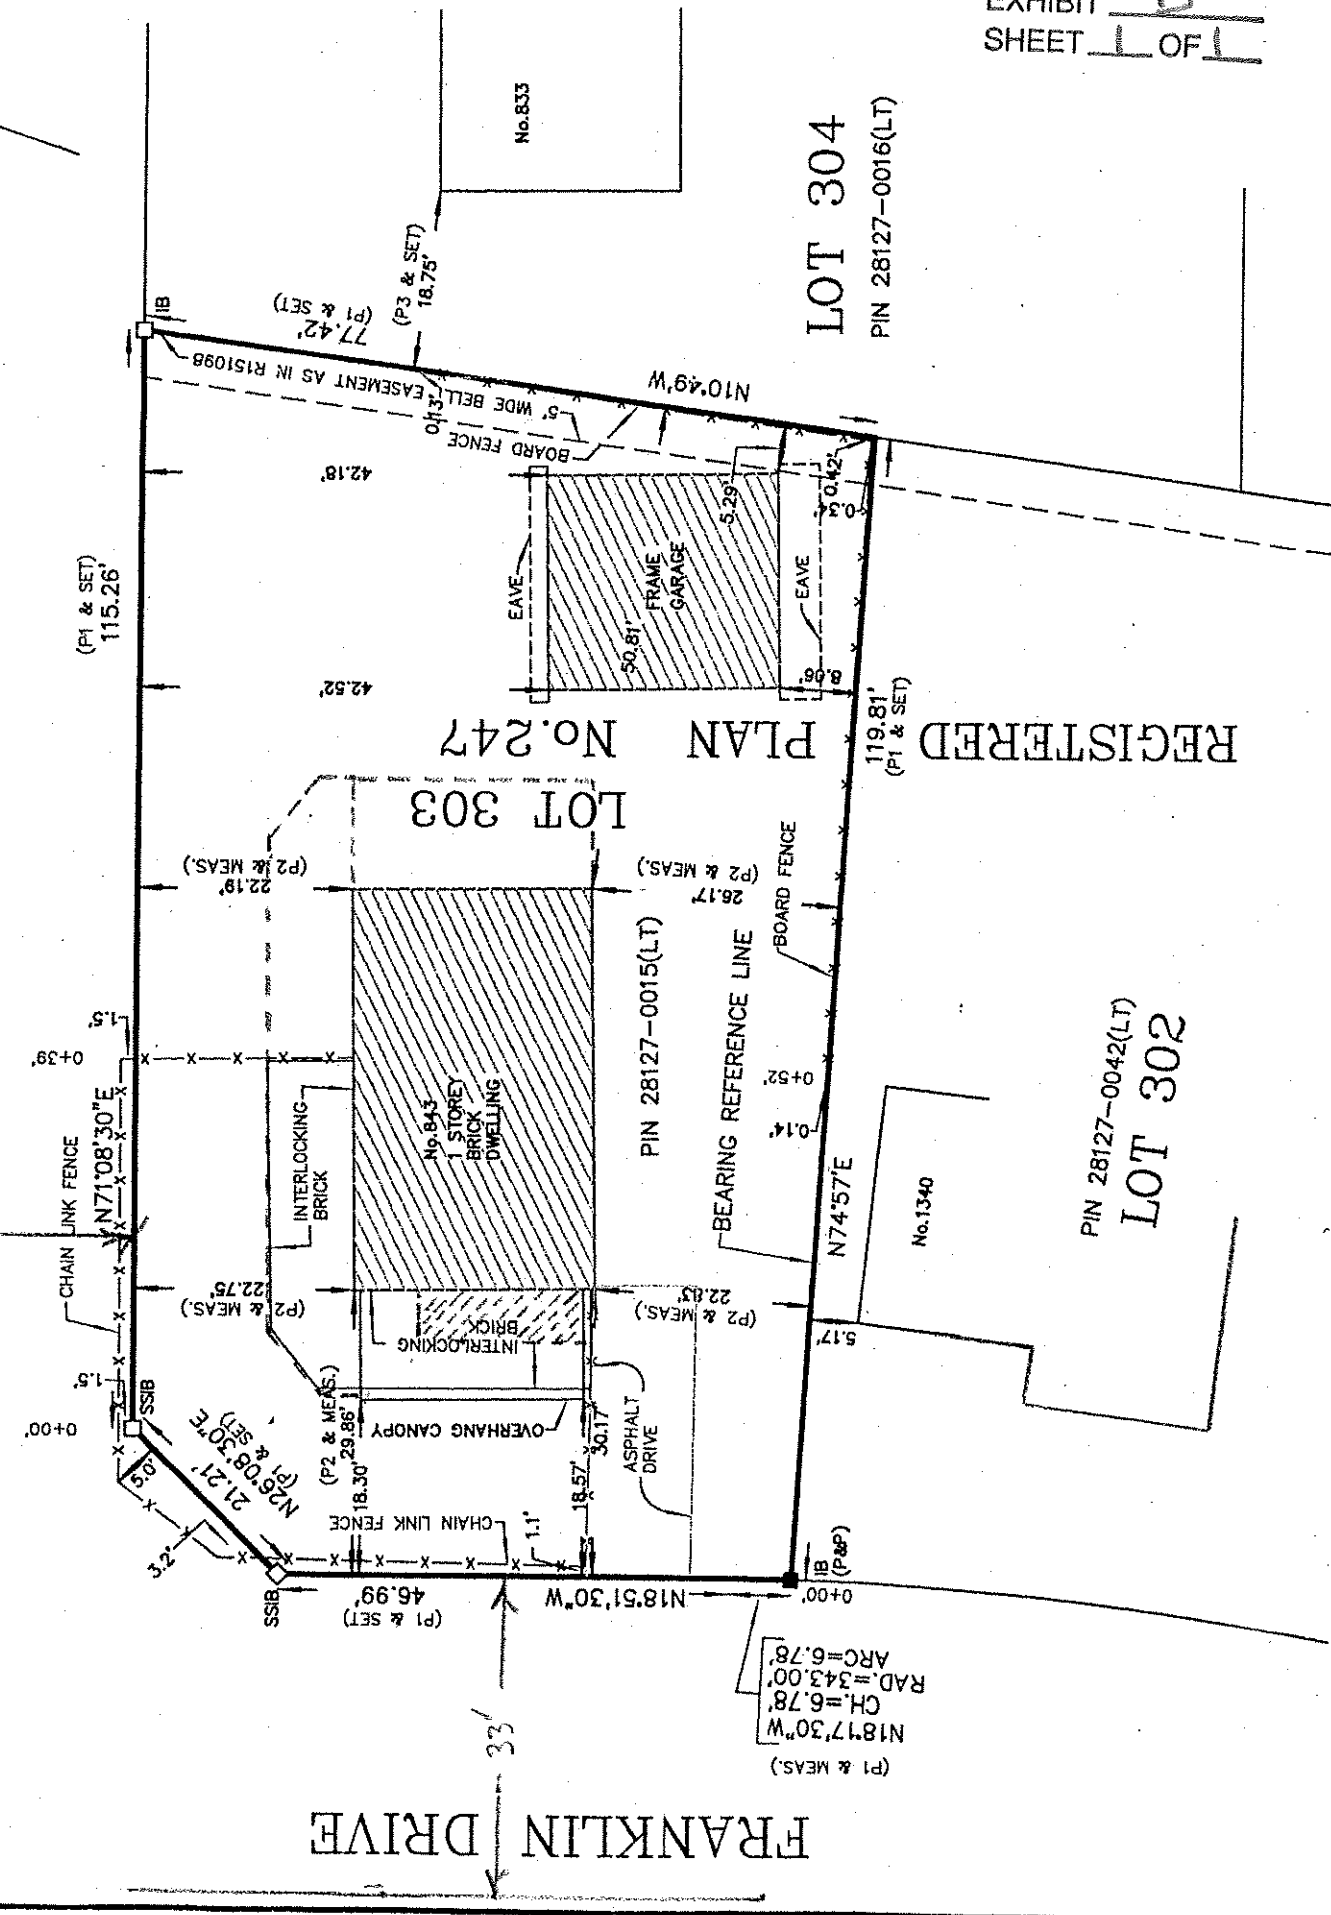 EXHIBIT
SHEET 1 OF 1
No.833
LOT 304
PIN 28127-0016(LT)
(P3 & SET)
18.75'
IB
77.42'
(P1 & SET)
5' WIDE BELL EASEMENT AS IN R151098
0.13'
BOARD FENCE
N10°49'W
(P1 & SET)
115.26'
42.18'
42.52'
EAVE
50.81'
FRAME
GARAGE
5.29'
EAVE
0.42'
0.34'
8.06'
REGISTERED PLAN No.247
LOT 303
119.81'
(P1 & SET)
22.19'
(P2 & MEAS.)
26.17'
(P2 & MEAS.)
BOARD FENCE
PIN 28127-0015(LT)
BEARING REFERENCE LINE
1.5'
0+39'
N71°08'30"E
CHAIN LINK FENCE
INTERLOCKING
BRICK
No.843
1 STOREY
BRICK
DWELLING
0+52'
0.14'
N74°57'E
No.1340
PIN 28127-0042(LT)
LOT 302
22.75'
(P2 & MEAS.)
22.83'
(P2 & MEAS.)
5.17'
INTERLOCKING
BRICK
1.5'
0+00'
SSIB
N26°08'30"E
21.21'
(P1 & SET)
5.0'
3.2'
(P2 & MEAS.)
29.86'
18.30'
OVERHANG CANOPY
30.17'
18.57'
ASPHALT
DRIVE
CHAIN LINK FENCE
1.1'
SSIB
46.99'
(P1 & SET)
N18°51'30"W
0+00'
IB
(P&P)
(P1 & MEAS.)
N18°17'30"W
CH.=6.78'
RAD.=343.00'
ARC=6.78'
33'
FRANKLIN DRIVE